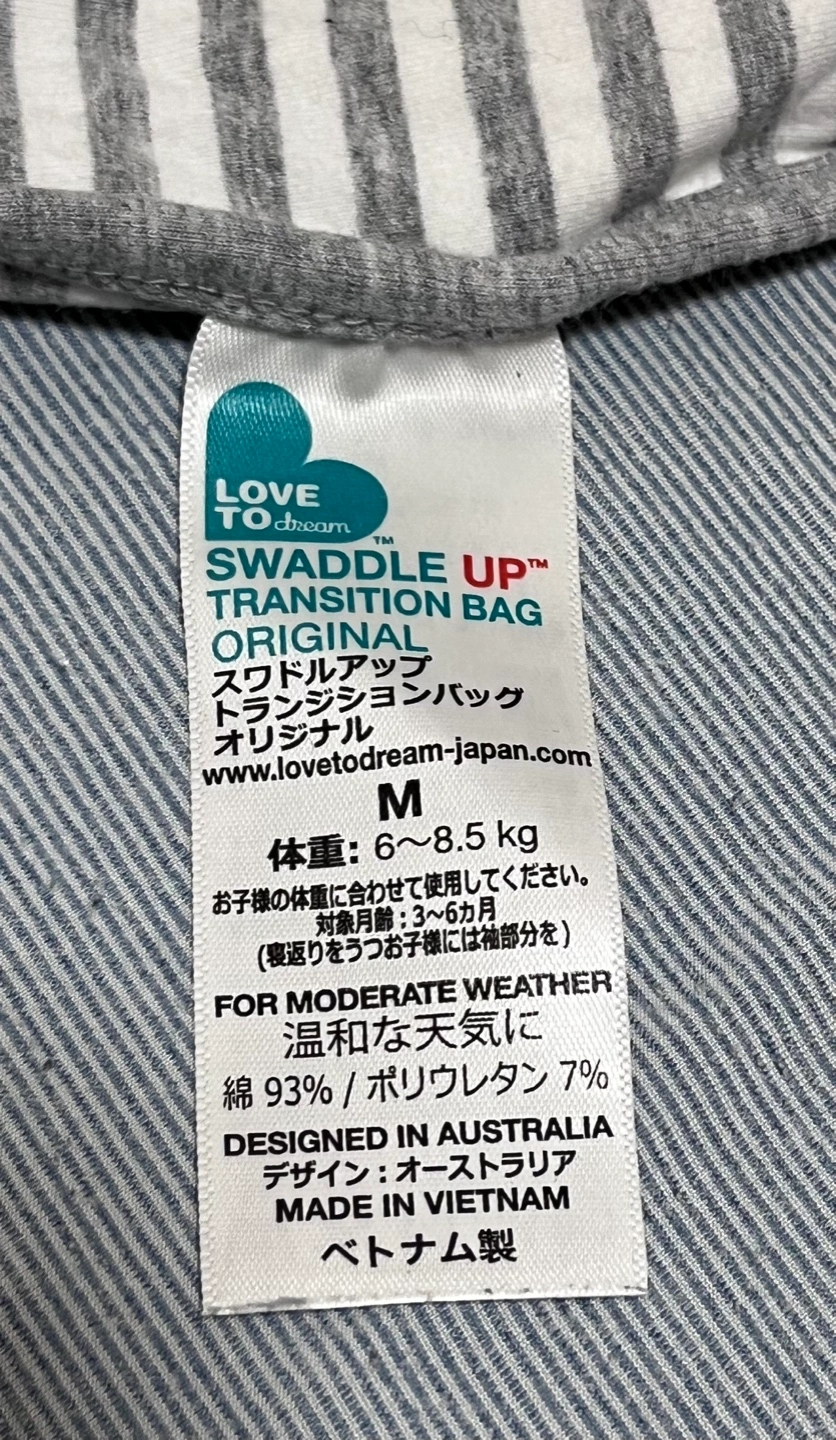 LOVE
TO dream™
SWADDLE UP™
TRANSITION BAG
ORIGINAL
スワドルアップ
トランジションバッグ
オリジナル
www.lovetodream-japan.com
M
体重: 6〜8.5 kg
お子様の体重に合わせて使用してください。
対象月齢：3〜6カ月
(寝返りをうつお子様には袖部分を)
FOR MODERATE WEATHER
温和な天気に
綿 93% / ポリウレタン 7%
DESIGNED IN AUSTRALIA
デザイン：オーストラリア
MADE IN VIETNAM
ベトナム製